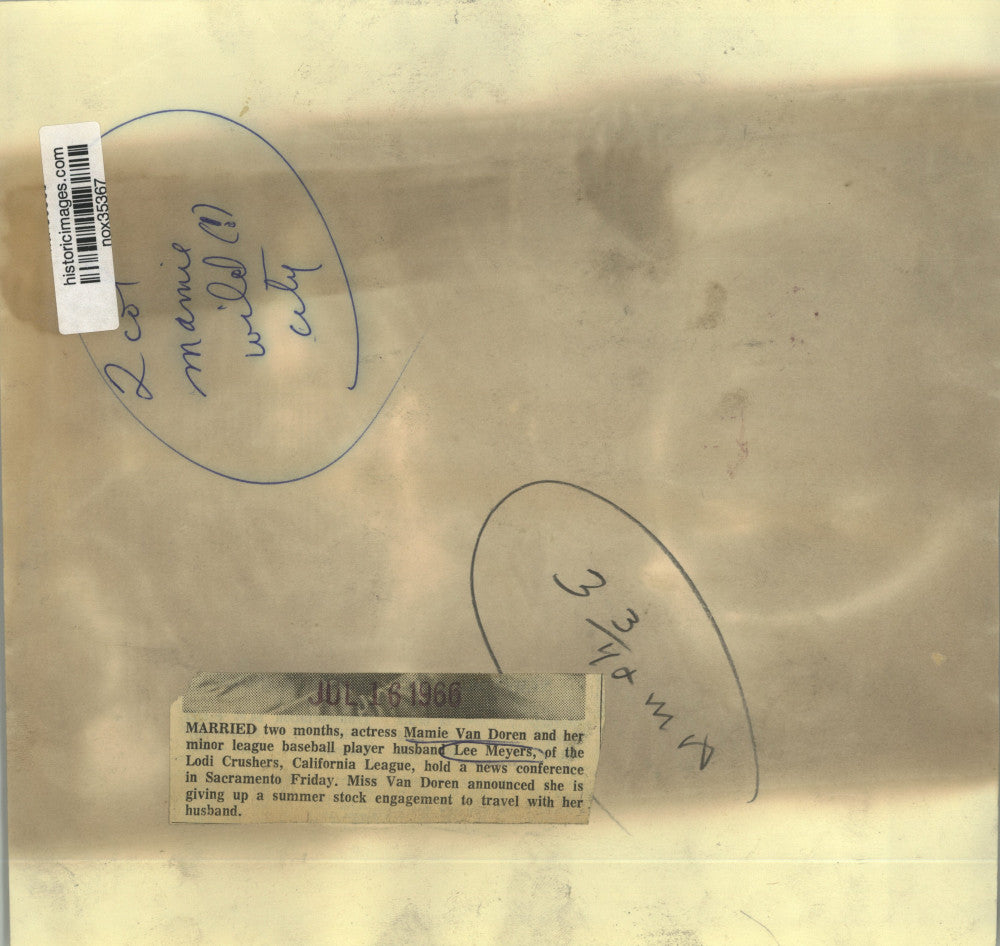 historicimages.com
nox35367
2 col
mamie
wild (!)
city
3 3/4
JUL 16 1966
MARRIED two months, actress Mamie Van Doren and her
minor league baseball player husband Lee Meyers, of the
Lodi Crushers, California League, hold a news conference
in Sacramento Friday. Miss Van Doren announced she is
giving up a summer stock engagement to travel with her
husband.